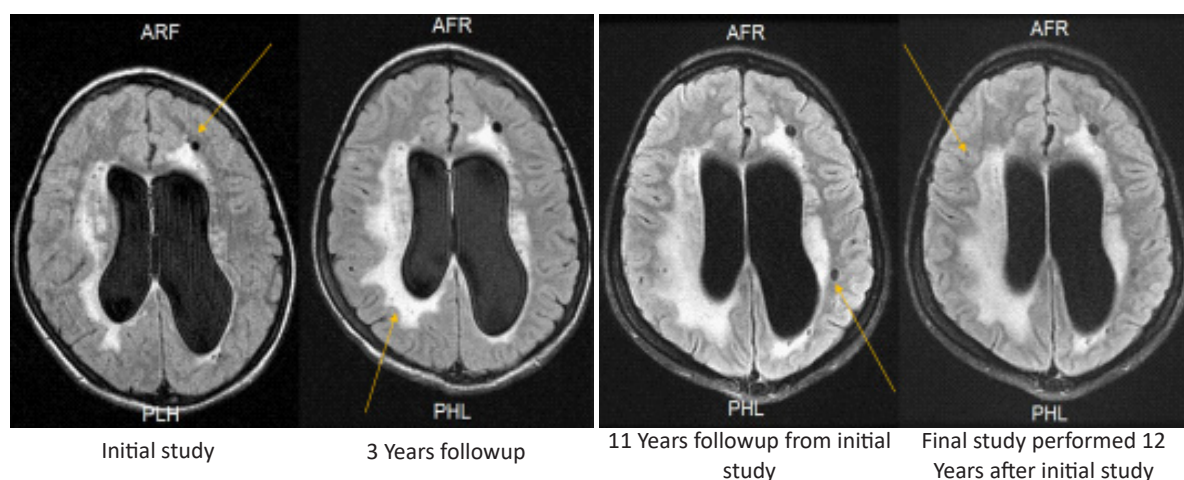 ARF
AFR
AFR
AFR
PLH
PHL
PHL
PHL
Initial study
3 Years followup
11 Years followup from initial
study
Final study performed 12
Years after initial study